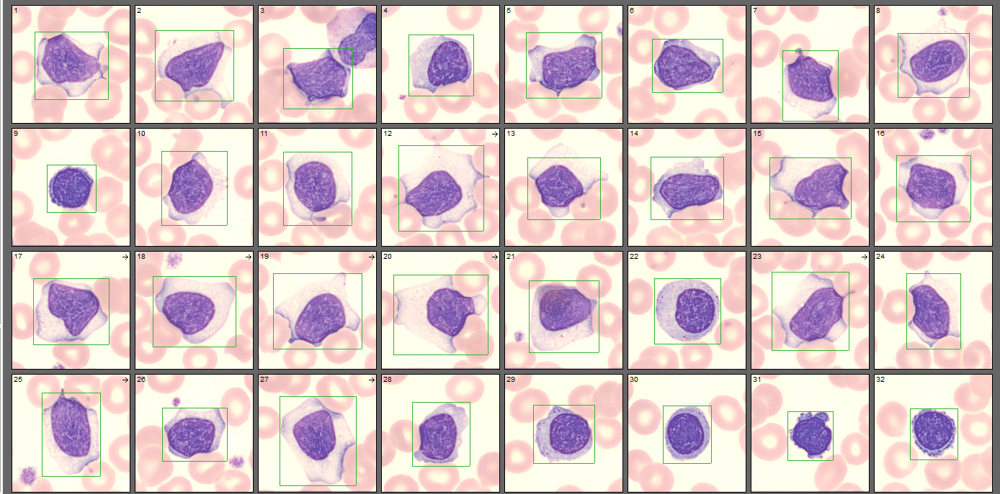 1 2 3 4 5 6 7 8
9 10 11 12 → 13 14 15 16
17 → 18 → 19 → 20 → 21 22 23 → 24
25 → 26 27 → 28 29 30 31 32